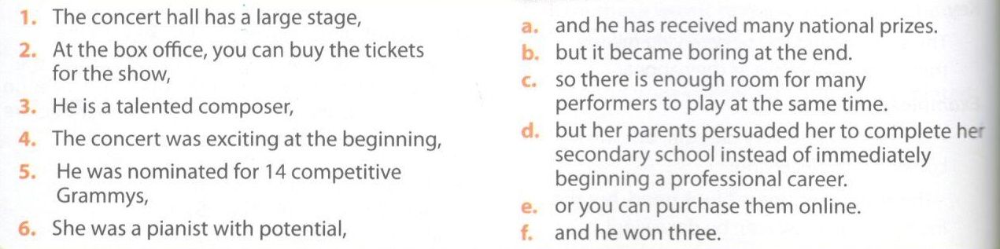 1. The concert hall has a large stage,
2. At the box office, you can buy the tickets
for the show,
3. He is a talented composer,
4. The concert was exciting at the beginning,
5. He was nominated for 14 competitive
Grammys,
6. She was a pianist with potential,
a. and he has received many national prizes.
b. but it became boring at the end.
c. so there is enough room for many
performers to play at the same time.
d. but her parents persuaded her to complete her
secondary school instead of immediately
beginning a professional career.
e. or you can purchase them online.
f. and he won three.